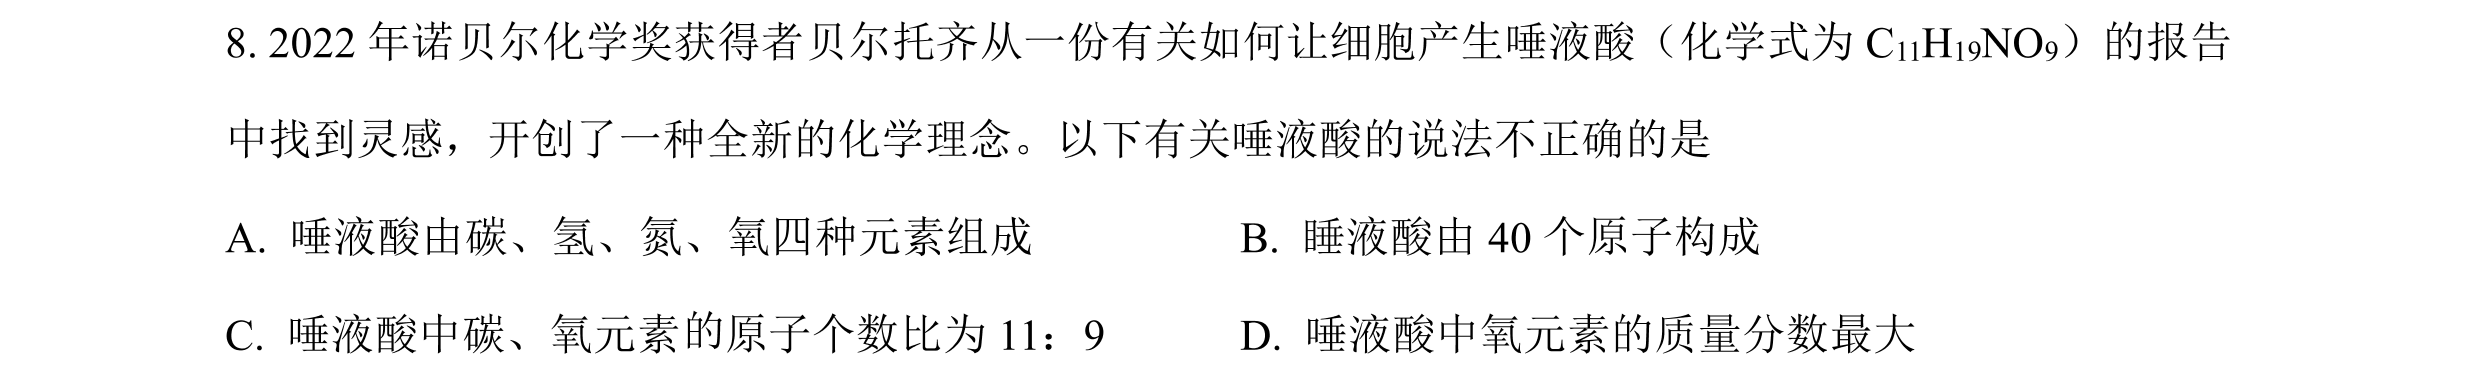 8. 2022 年诺贝尔化学奖获得者贝尔托齐从一份有关如何让细胞产生唾液酸（化学式为 C₁₁H₁₉NO₉）的报告
中找到灵感，开创了一种全新的化学理念。以下有关唾液酸的说法不正确的是
A. 唾液酸由碳、氢、氮、氧四种元素组成 B. 睡液酸由 40 个原子构成
C. 唾液酸中碳、氧元素的原子个数比为 11：9 D. 唾液酸中氧元素的质量分数最大